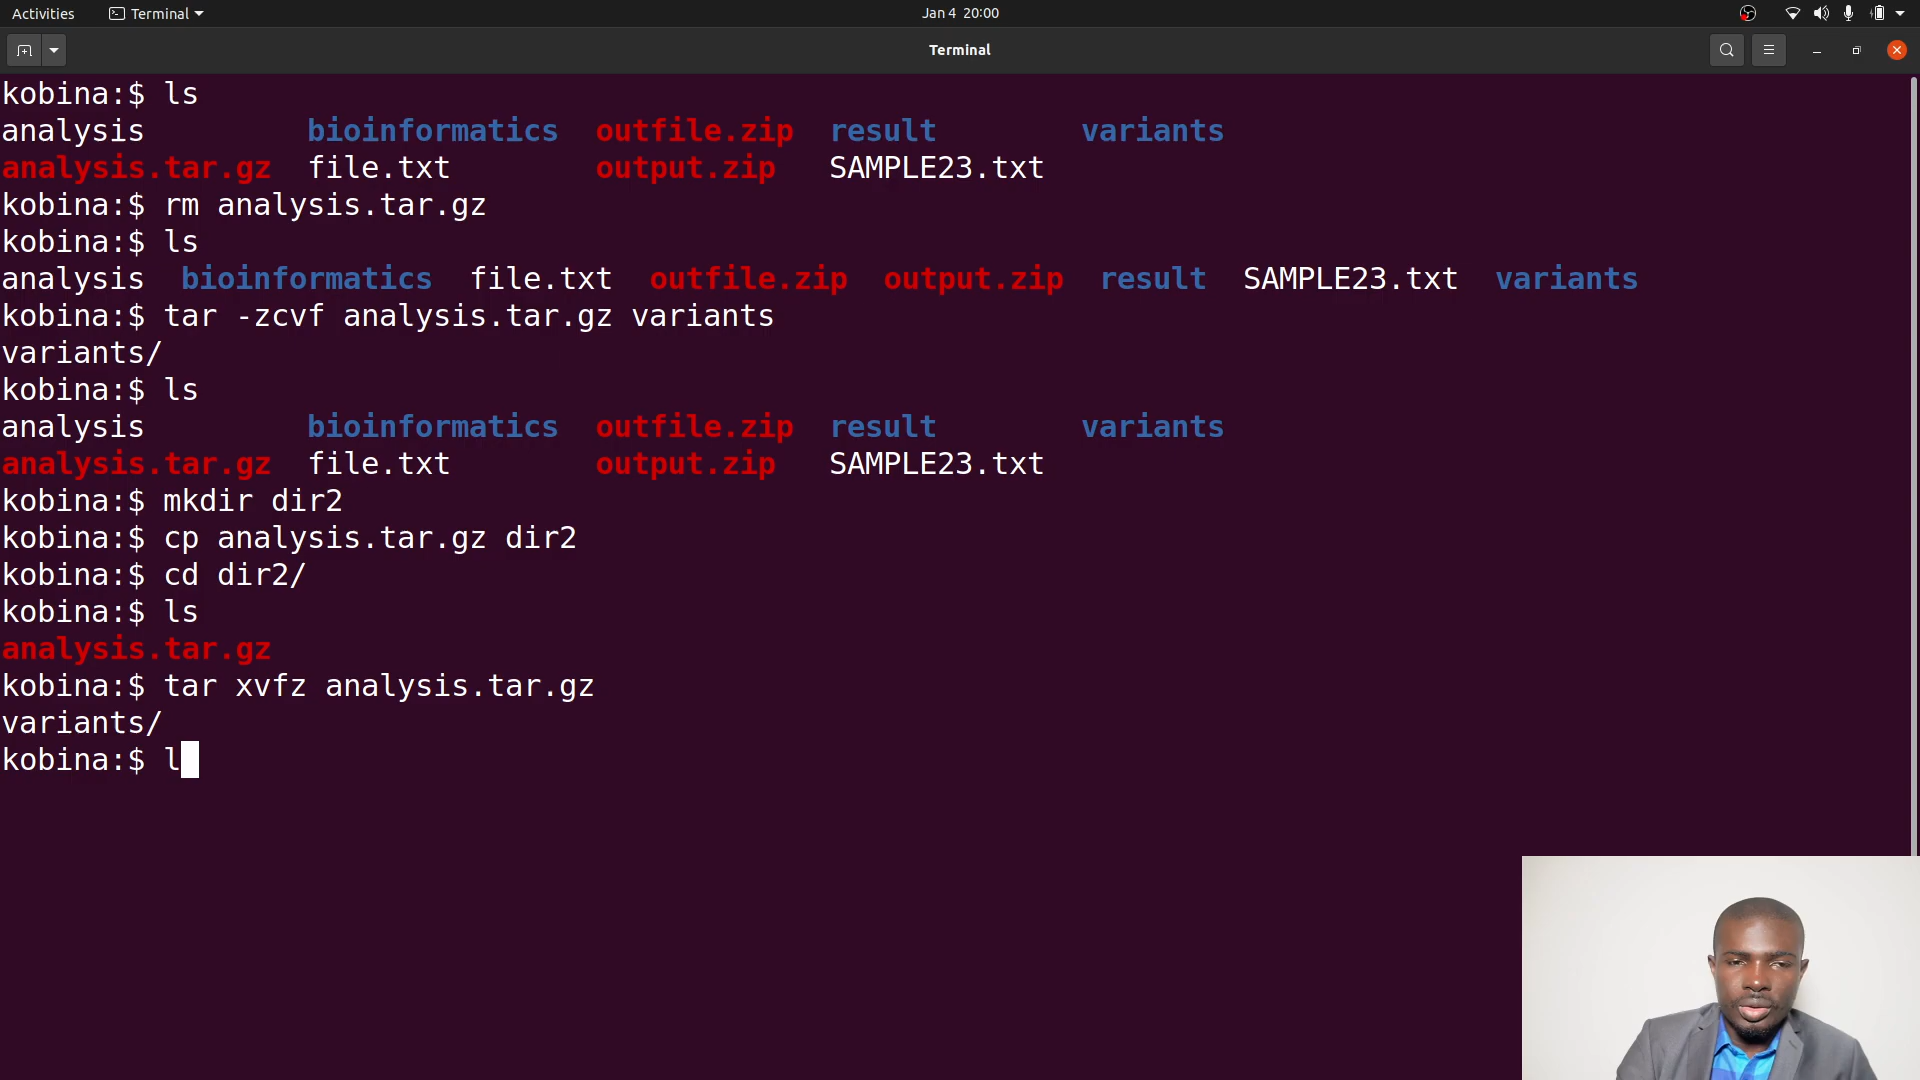 Activities Terminal Jan 4 20:00
Terminal
kobina:$ ls
analysis bioinformatics outfile.zip result variants
analysis.tar.gz file.txt output.zip SAMPLE23.txt
kobina:$ rm analysis.tar.gz
kobina:$ ls
analysis bioinformatics file.txt outfile.zip output.zip result SAMPLE23.txt variants
kobina:$ tar -zcvf analysis.tar.gz variants
variants/
kobina:$ ls
analysis bioinformatics outfile.zip result variants
analysis.tar.gz file.txt output.zip SAMPLE23.txt
kobina:$ mkdir dir2
kobina:$ cp analysis.tar.gz dir2
kobina:$ cd dir2/
kobina:$ ls
analysis.tar.gz
kobina:$ tar xvfz analysis.tar.gz
variants/
kobina:$ l